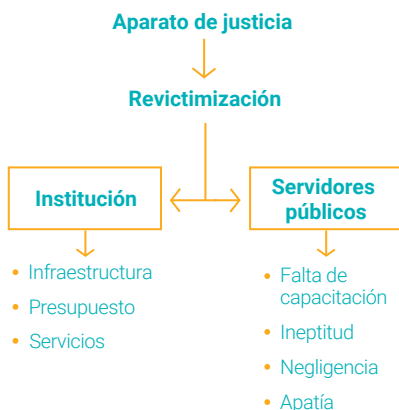 Aparato de justicia
Revictimización
Institución
• Infraestructura
• Presupuesto
• Servicios
Servidores
públicos
• Falta de
capacitación
• Ineptitud
• Negligencia
• Apatía